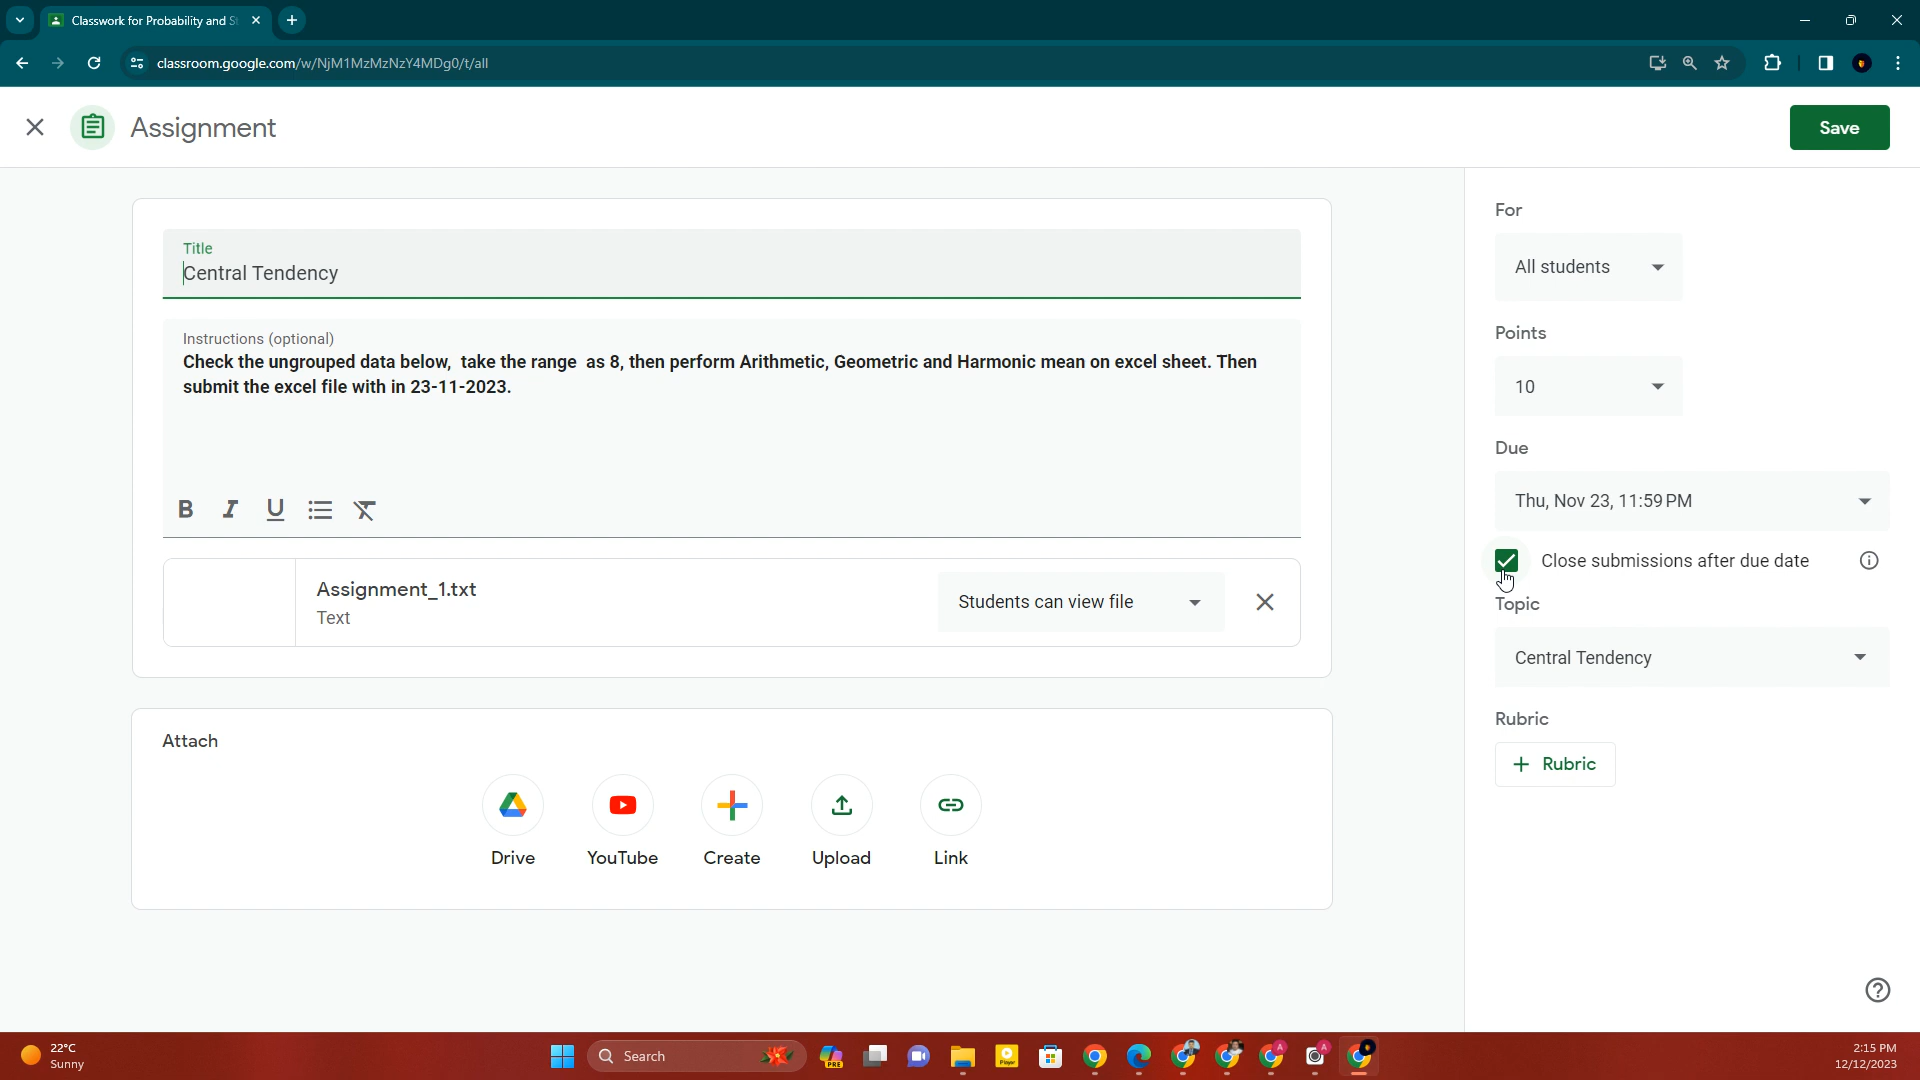 Classwork for Probability and S
classroom.google.com/w/NjM1MzMzNzY4MDg0/t/all
Assignment
Save
Title
Central Tendency
Instructions (optional)
Check the ungrouped data below,  take the range  as 8, then perform Arithmetic, Geometric and Harmonic mean on excel sheet. Then
submit the excel file with in 23-11-2023.
B I U
Assignment_1.txt
Text
Students can view file
Attach
Drive
YouTube
Create
Upload
Link
For
All students
Points
10
Due
Thu, Nov 23, 11:59 PM
Close submissions after due date
Topic
Central Tendency
Rubric
+ Rubric
22°C
Sunny
Search
PRE
Player
A
A
2:15 PM
12/12/2023